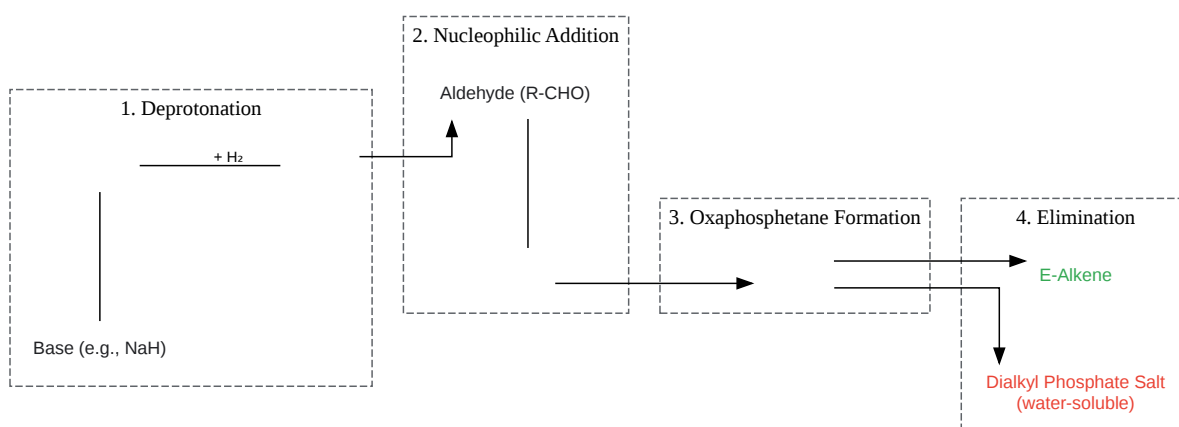 1. Deprotonation
+ H₂
Base (e.g., NaH)
2. Nucleophilic Addition
Aldehyde (R-CHO)
3. Oxaphosphetane Formation
4. Elimination
E-Alkene
Dialkyl Phosphate Salt
(water-soluble)